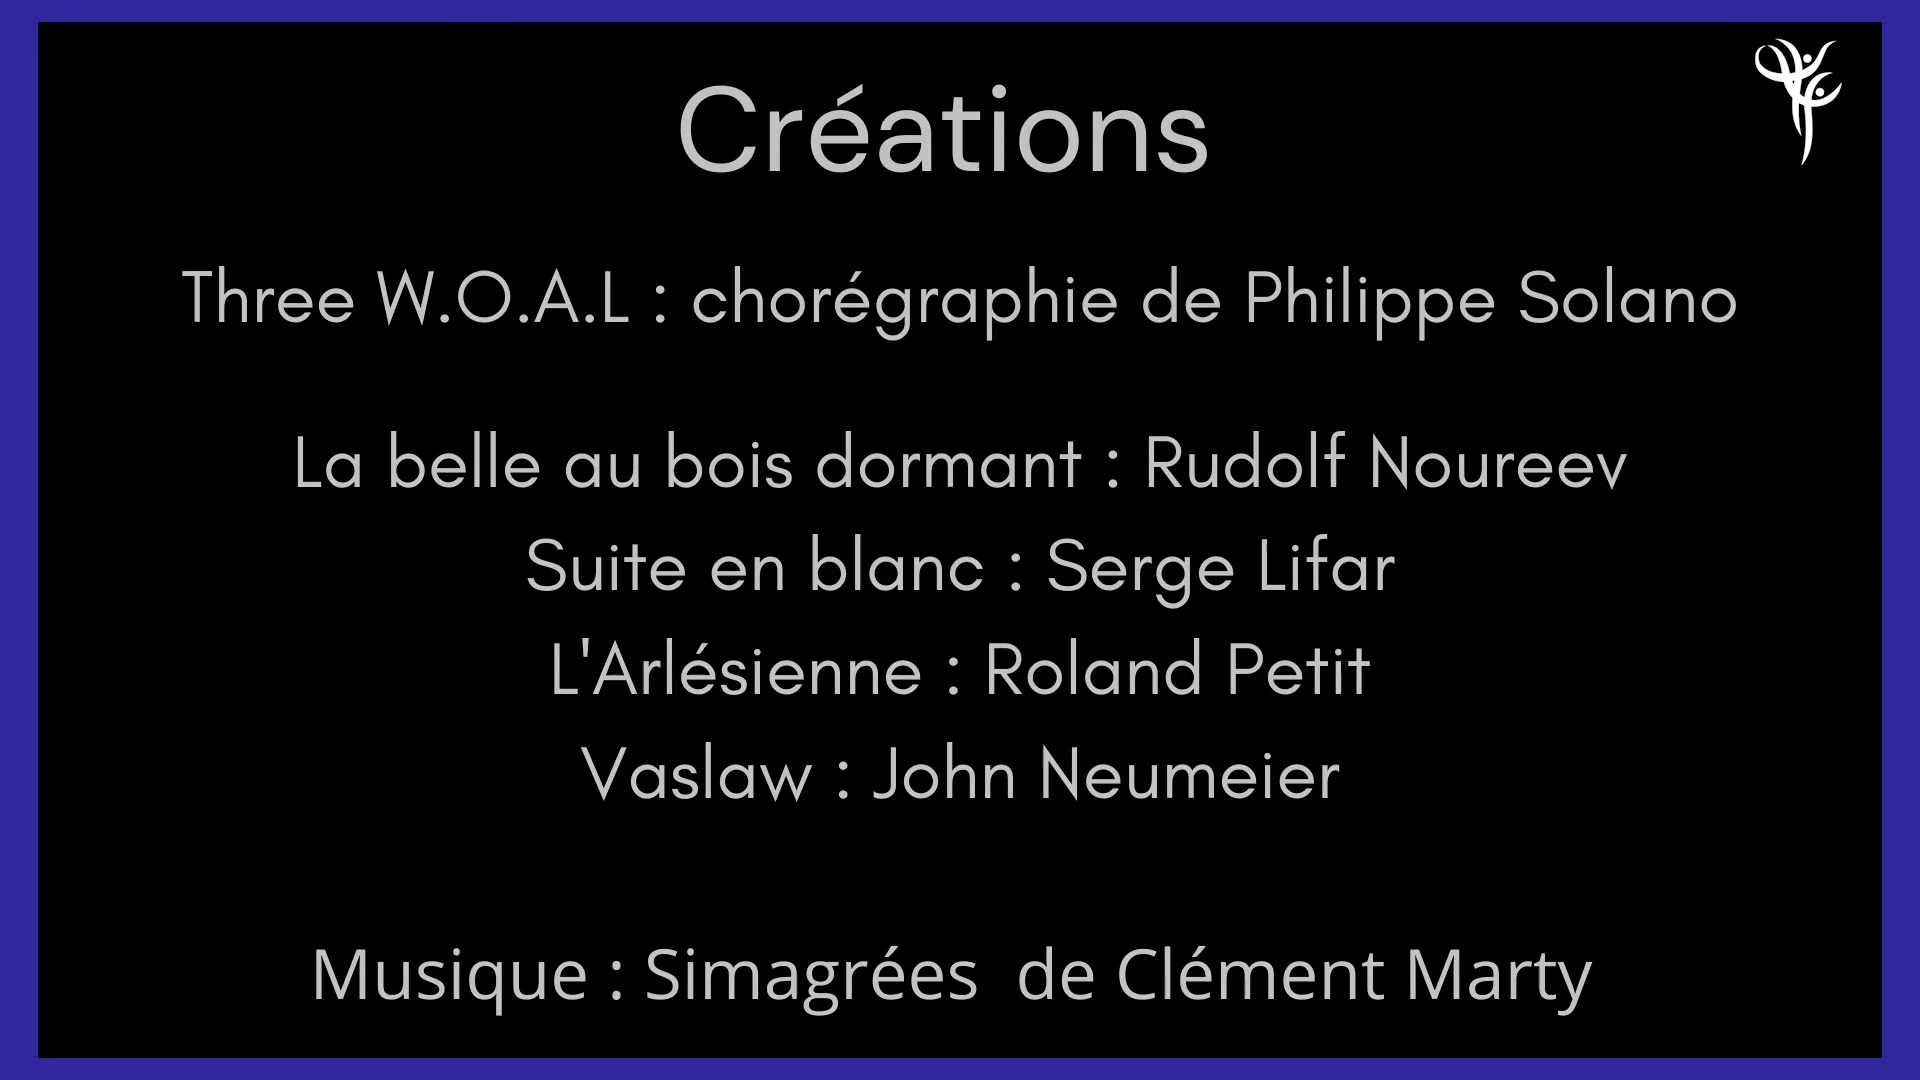 Créations
Three W.O.A.L : chorégraphie de Philippe Solano
La belle au bois dormant : Rudolf Noureev
Suite en blanc : Serge Lifar
L'Arlésienne : Roland Petit
Vaslaw : John Neumeier
Musique : Simagrées  de Clément Marty